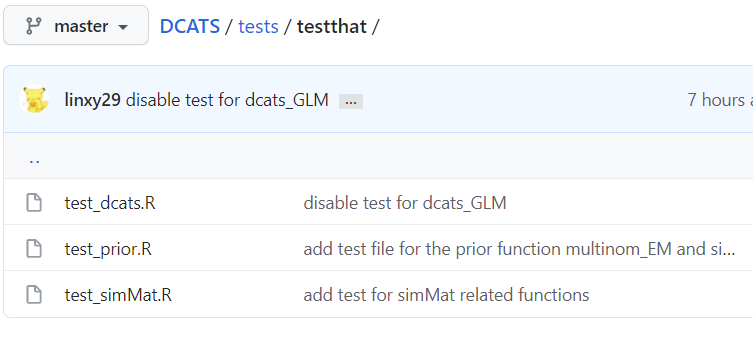 master DCATS / tests / testthat /
linxy29 disable test for dcats_GLM ... 7 hours
..
test_dcats.R disable test for dcats_GLM
test_prior.R add test file for the prior function multinom_EM and si...
test_simMat.R add test for simMat related functions